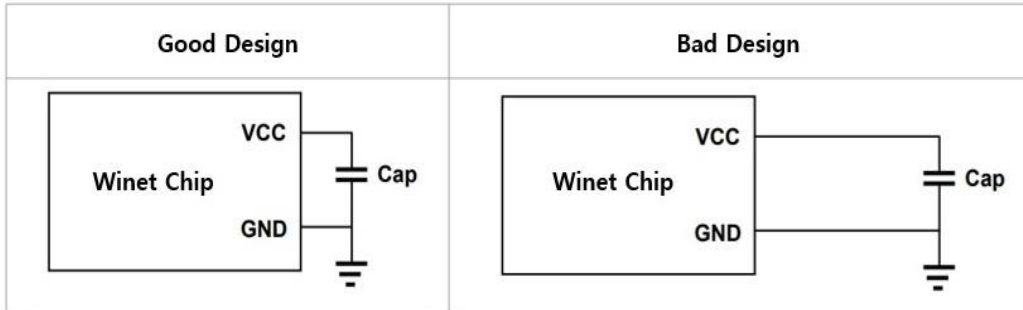 Good Design
Bad Design
VCC
Winet Chip
Cap
GND
VCC
Winet Chip
Cap
GND